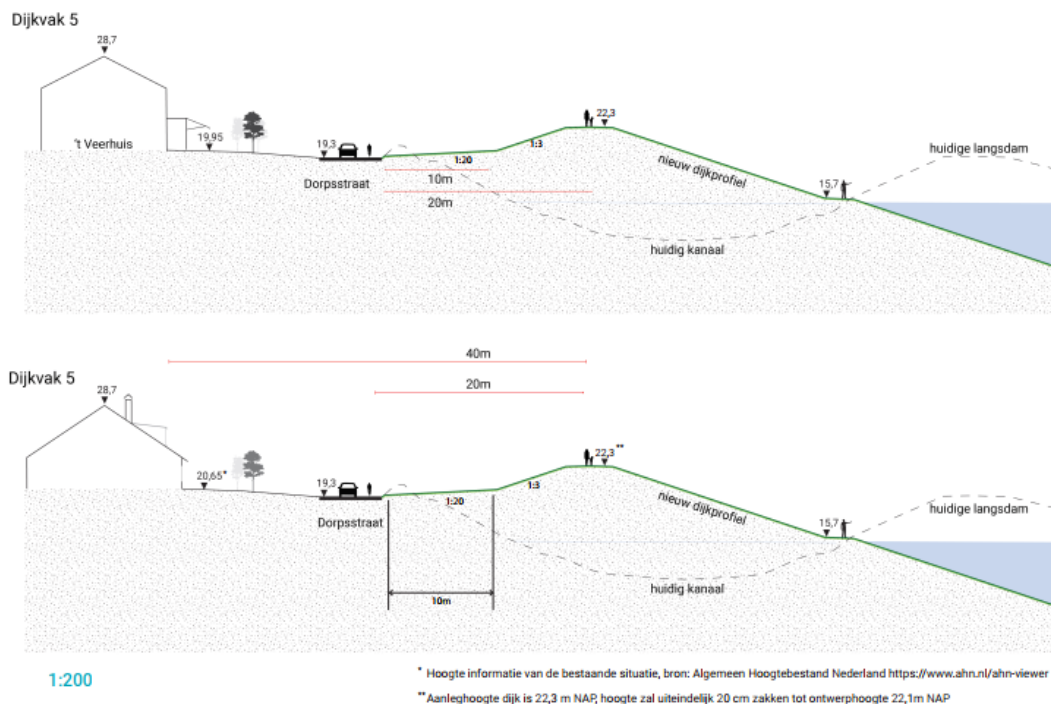 Dijkvak 5
28,7
't Veerhuis
19,95
19,3
Dorpsstraat
1:20
10m
20m
1:3
22,3
nieuw dijkprofiel
huidig kanaal
15,7
huidige langsdam
40m
20m
Dijkvak 5
28,7
20,65*
19,3
Dorpsstraat
1:20
10m
1:3
22,3**
nieuw dijkprofiel
huidig kanaal
15,7
huidige langsdam
1:200
* Hoogte informatie van de bestaande situatie, bron: Algemeen Hoogtebestand Nederland https://www.ahn.nl/ahn-viewer
** Aanleghoogte dijk is 22,3 m NAP, hoogte zal uiteindelijk 20 cm zakken tot ontwerphoogte 22,1m NAP